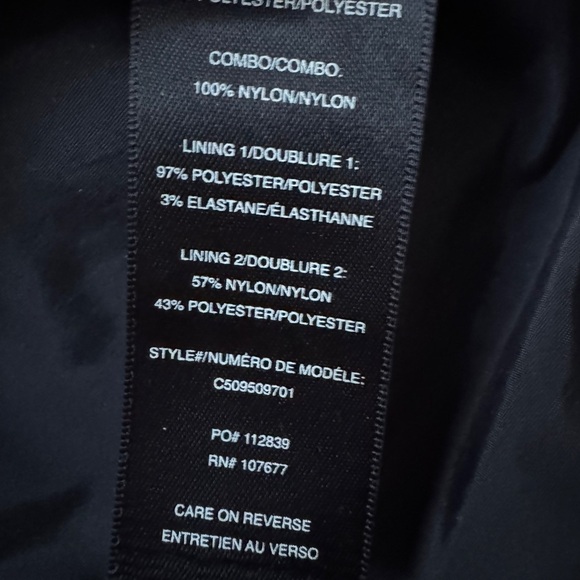 POLYESTER/POLYESTER
COMBO/COMBO.
100% NYLON/NYLON
LINING 1/DOUBLURE 1:
97% POLYESTER/POLYESTER
3% ELASTANE/ÉLASTHANNE
LINING 2/DOUBLURE 2:
57% NYLON/NYLON
43% POLYESTER/POLYESTER
STYLE#/NUMÉRO DE MODÉLE:
C509509701
PO# 112839
RN# 107677
CARE ON REVERSE
ENTRETIEN AU VERSO